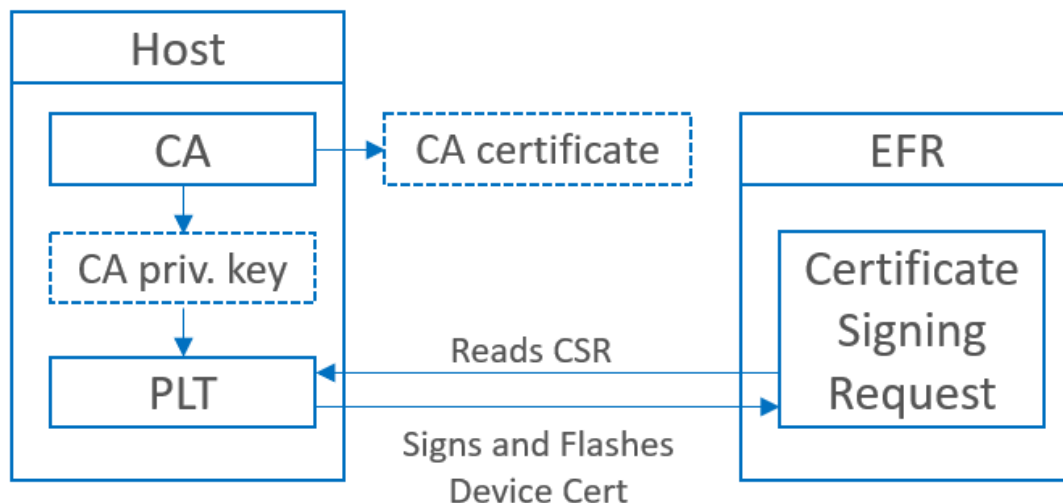 Host
CA
CA certificate
EFR
CA priv. key
Certificate
Signing
Request
Reads CSR
PLT
Signs and Flashes
Device Cert